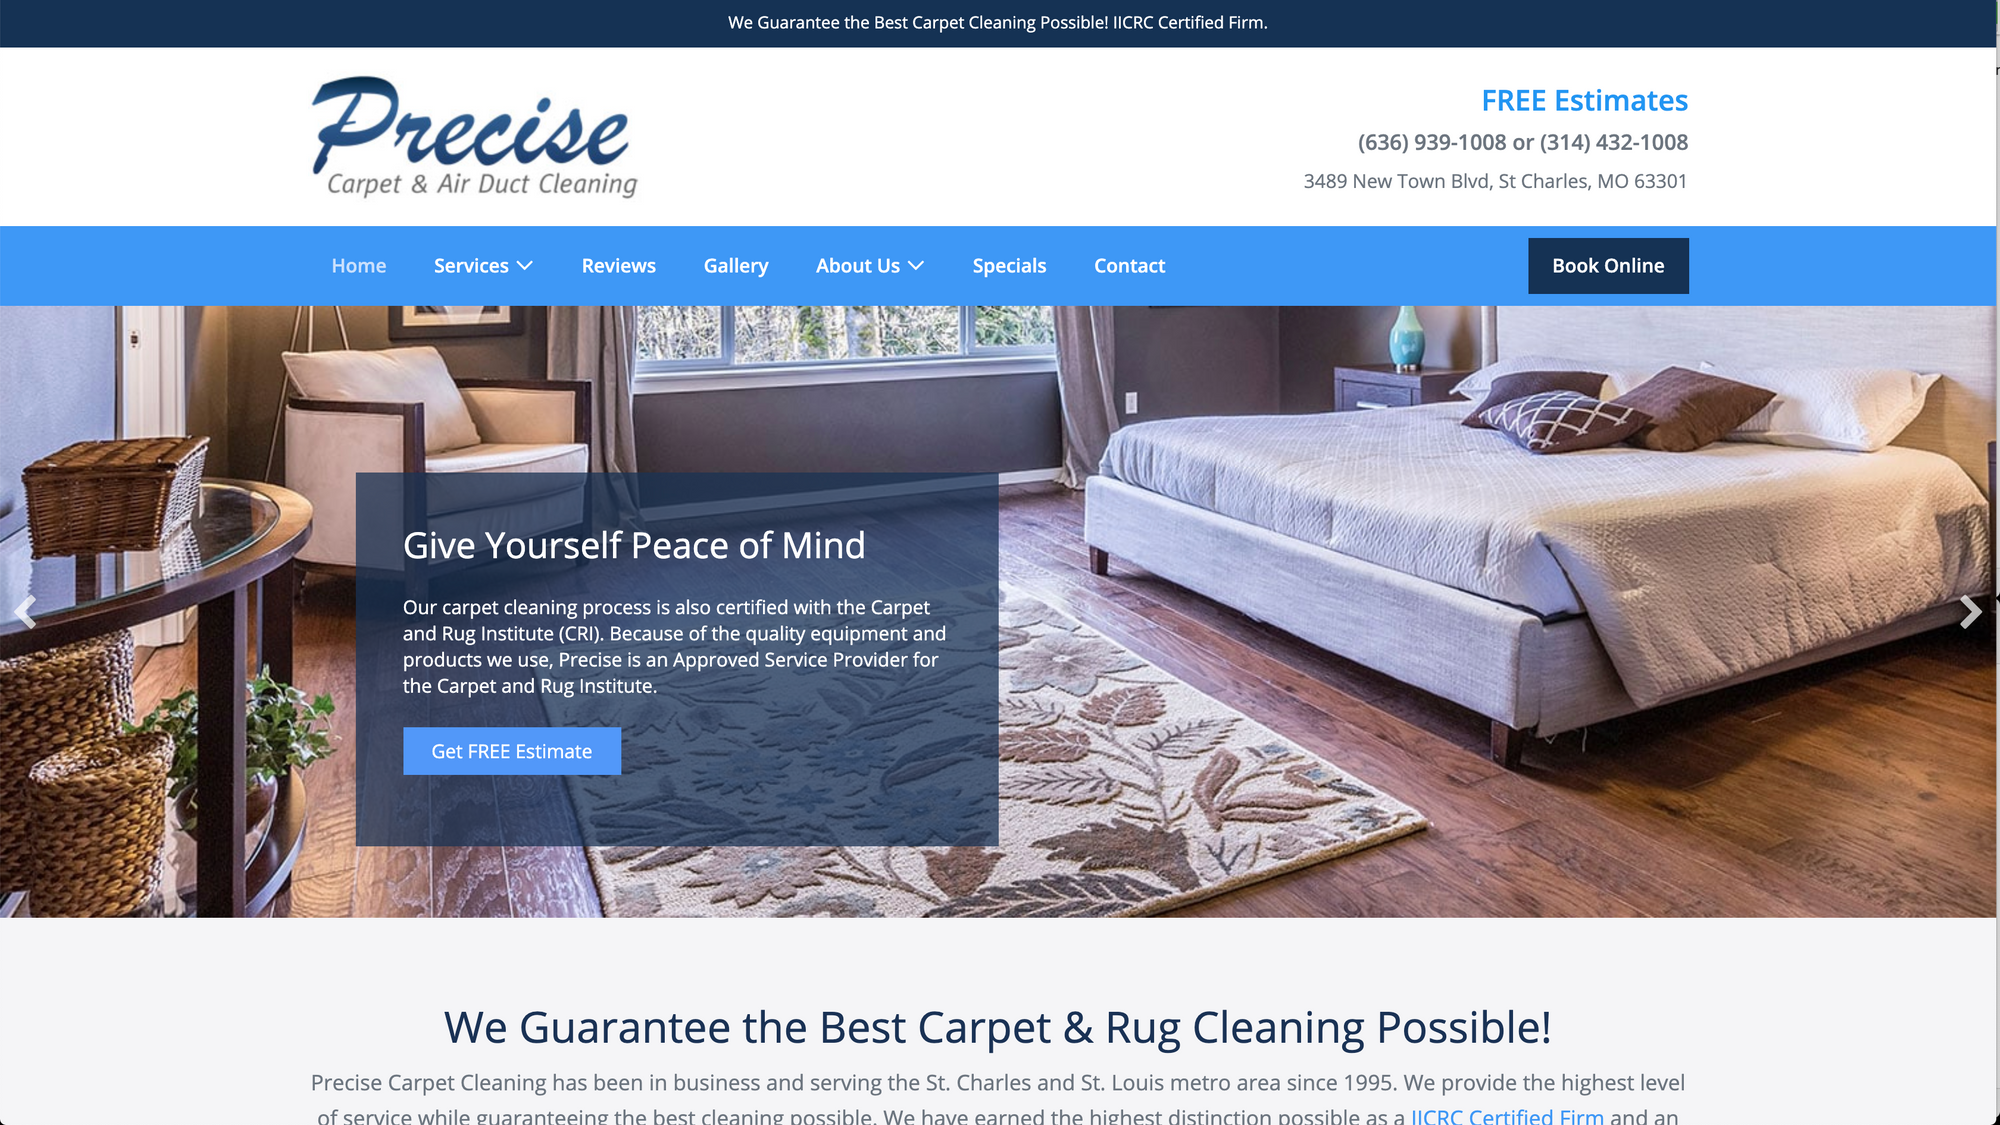 We Guarantee the Best Carpet Cleaning Possible! IICRC Certified Firm.
Precise
Carpet & Air Duct Cleaning
FREE Estimates
(636) 939-1008 or (314) 432-1008
3489 New Town Blvd, St Charles, MO 63301
Home Services Reviews Gallery About Us Specials Contact Book Online
Give Yourself Peace of Mind
Our carpet cleaning process is also certified with the Carpet
and Rug Institute (CRI). Because of the quality equipment and
products we use, Precise is an Approved Service Provider for
the Carpet and Rug Institute.
Get FREE Estimate
We Guarantee the Best Carpet & Rug Cleaning Possible!
Precise Carpet Cleaning has been in business and serving the St. Charles and St. Louis metro area since 1995. We provide the highest level
of service while guaranteeing the best cleaning possible. We have earned the highest distinction possible as a IICRC Certified Firm and an